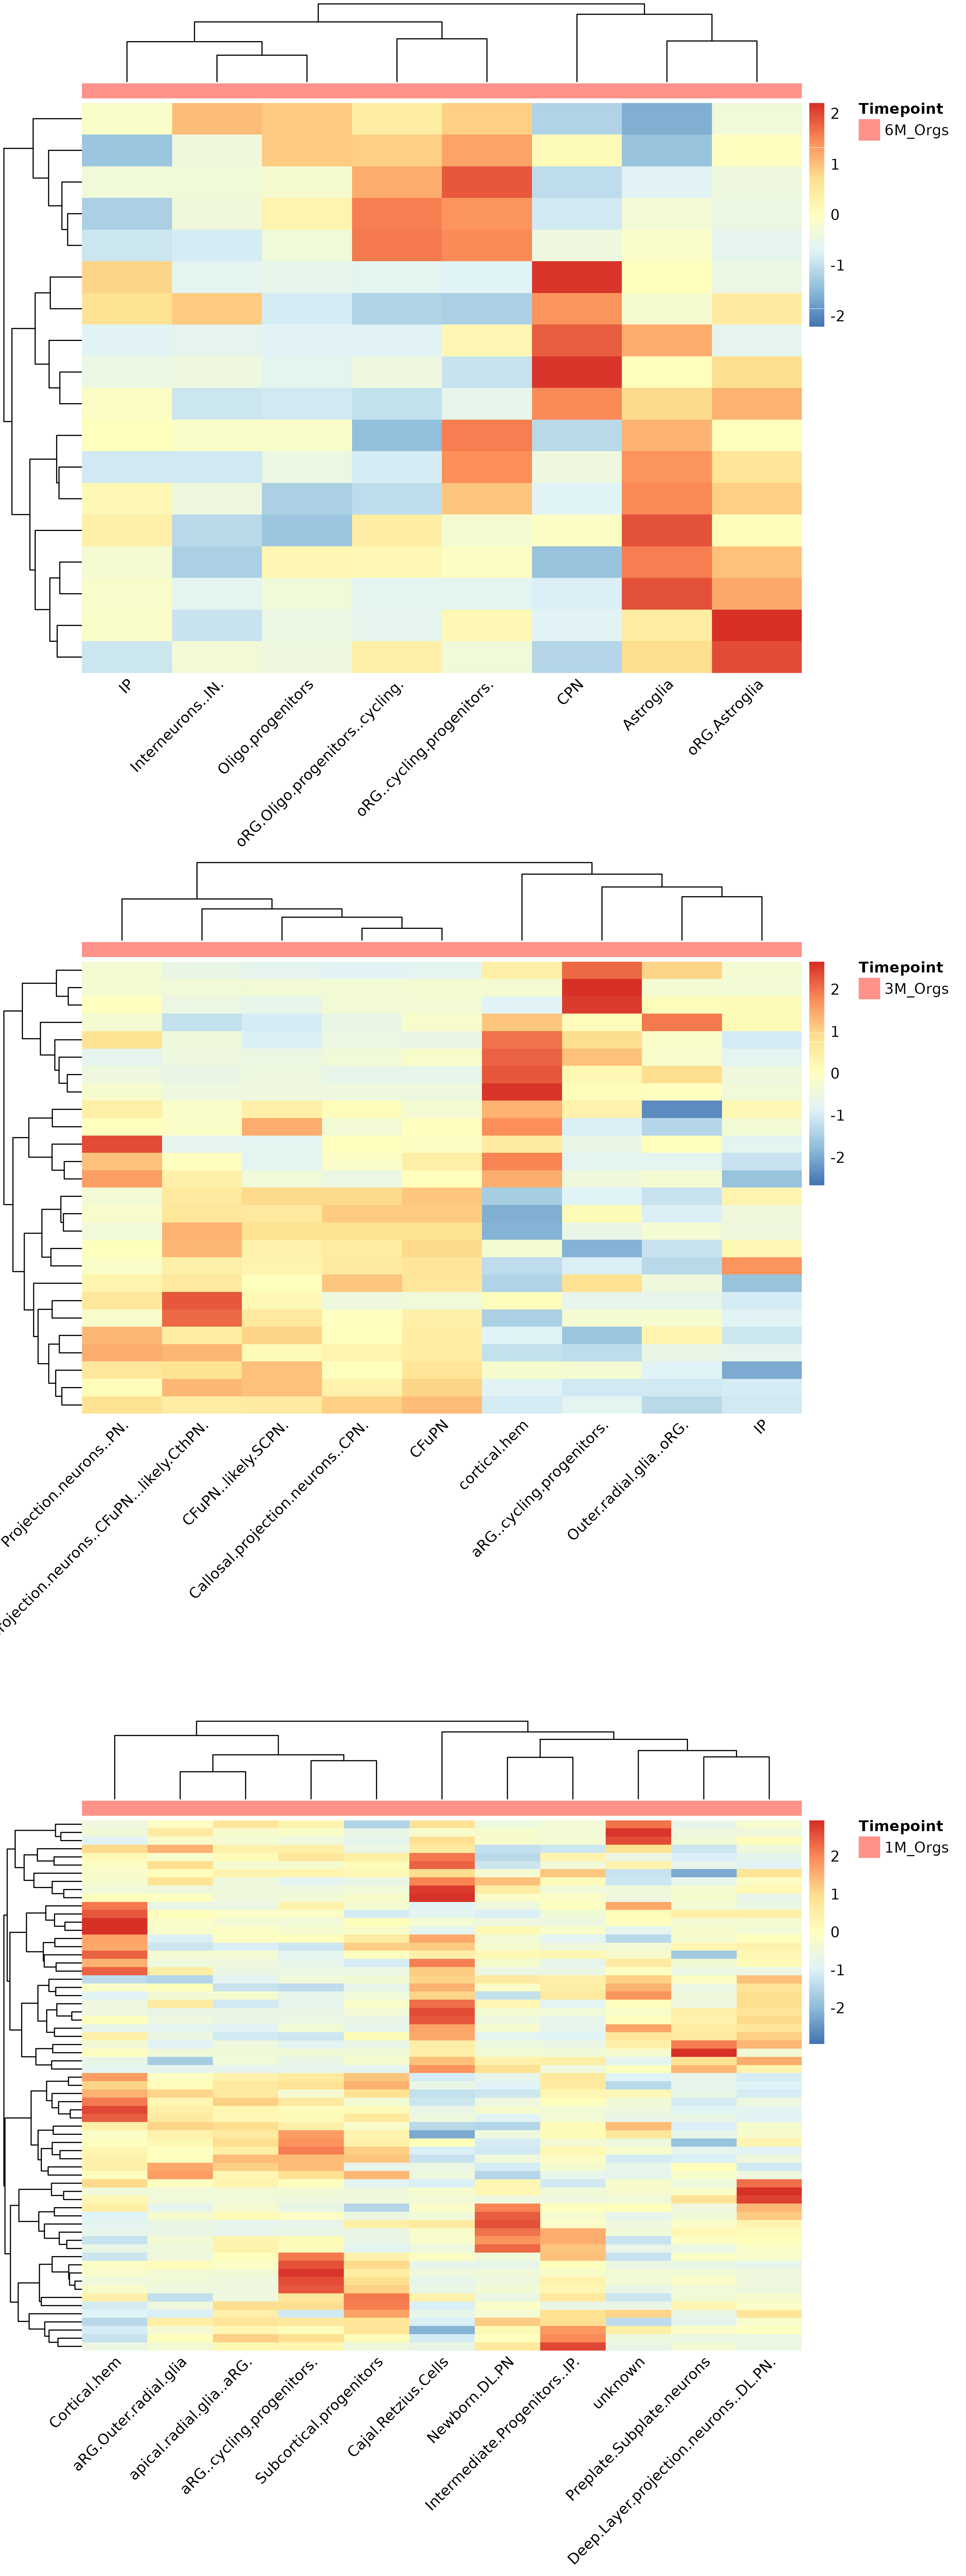 Timepoint
6M_Orgs
2
1
0
-1
-2
IP
Interneurons..IN.
Oligo.progenitors
oRG.Oligo.progenitors..cycling.
oRG..cycling.progenitors.
CPN
Astroglia
oRG.Astroglia
Timepoint
3M_Orgs
2
1
0
-1
-2
Projection.neurons..PN.
rojection.neurons..CFuPN...likely.CthPN.
CFuPN..likely.SCPN.
Callosal.projection.neurons..CPN.
CFuPN
cortical.hem
aRG..cycling.progenitors.
Outer.radial.glia..oRG.
IP
Timepoint
1M_Orgs
2
1
0
-1
-2
Cortical.hem
aRG.Outer.radial.glia
apical.radial.glia..aRG.
aRG..cycling.progenitors.
Subcortical.progenitors
Cajal.Retzius.Cells
Newborn.DL.PN
Intermediate.Progenitors..IP.
unknown
Preplate.Subplate.neurons
Deep.Layer.projection.neurons..DL.PN.